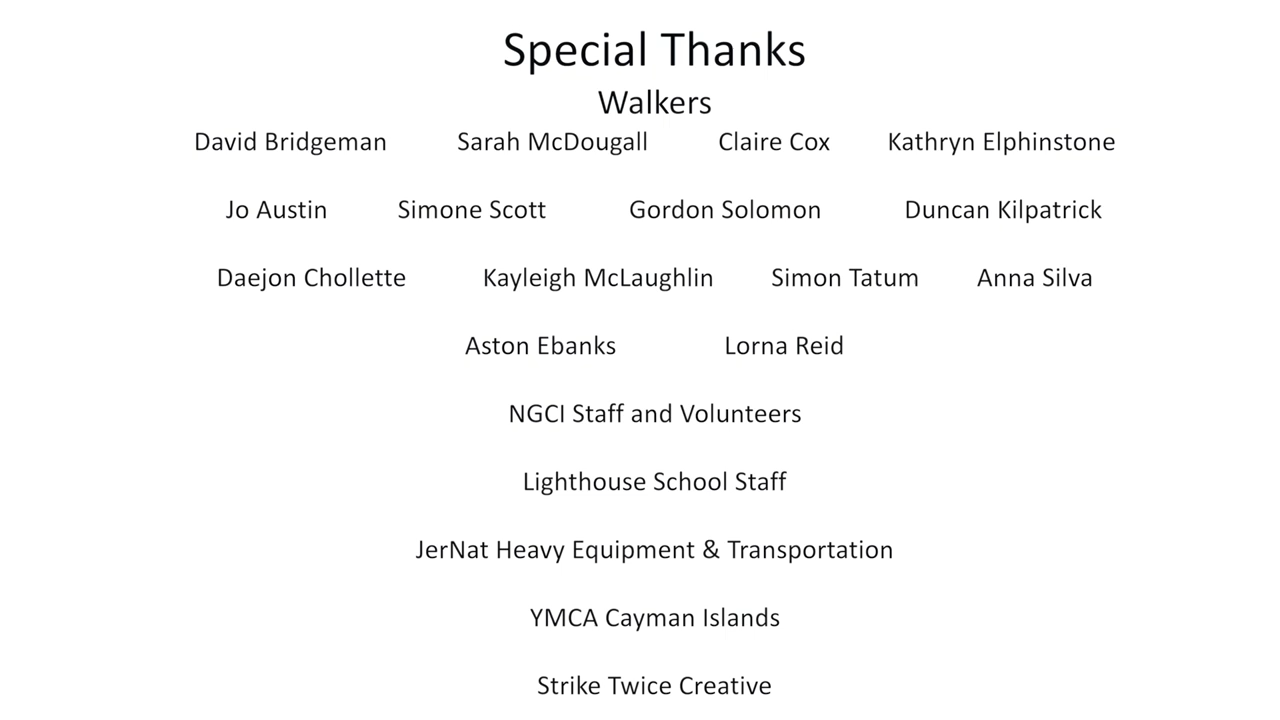 Special Thanks
Walkers
David Bridgeman Sarah McDougall Claire Cox Kathryn Elphinstone
Jo Austin Simone Scott Gordon Solomon Duncan Kilpatrick
Daejon Chollette Kayleigh McLaughlin Simon Tatum Anna Silva
Aston Ebanks Lorna Reid
NGCI Staff and Volunteers
Lighthouse School Staff
JerNat Heavy Equipment & Transportation
YMCA Cayman Islands
Strike Twice Creative